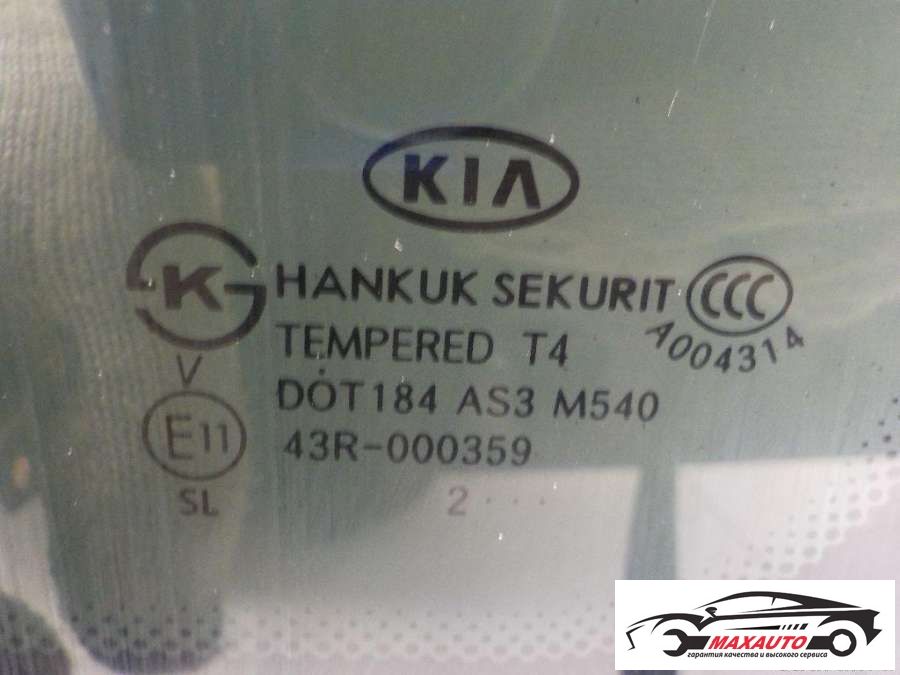 KIA
K
HANKUK SEKURIT
CCC
A004314
TEMPERED T4
V
DOT184 AS3 M540
E11
43R-000359
SL
2 ...
MAXAUTO
гарантия качества и высокого сервиса